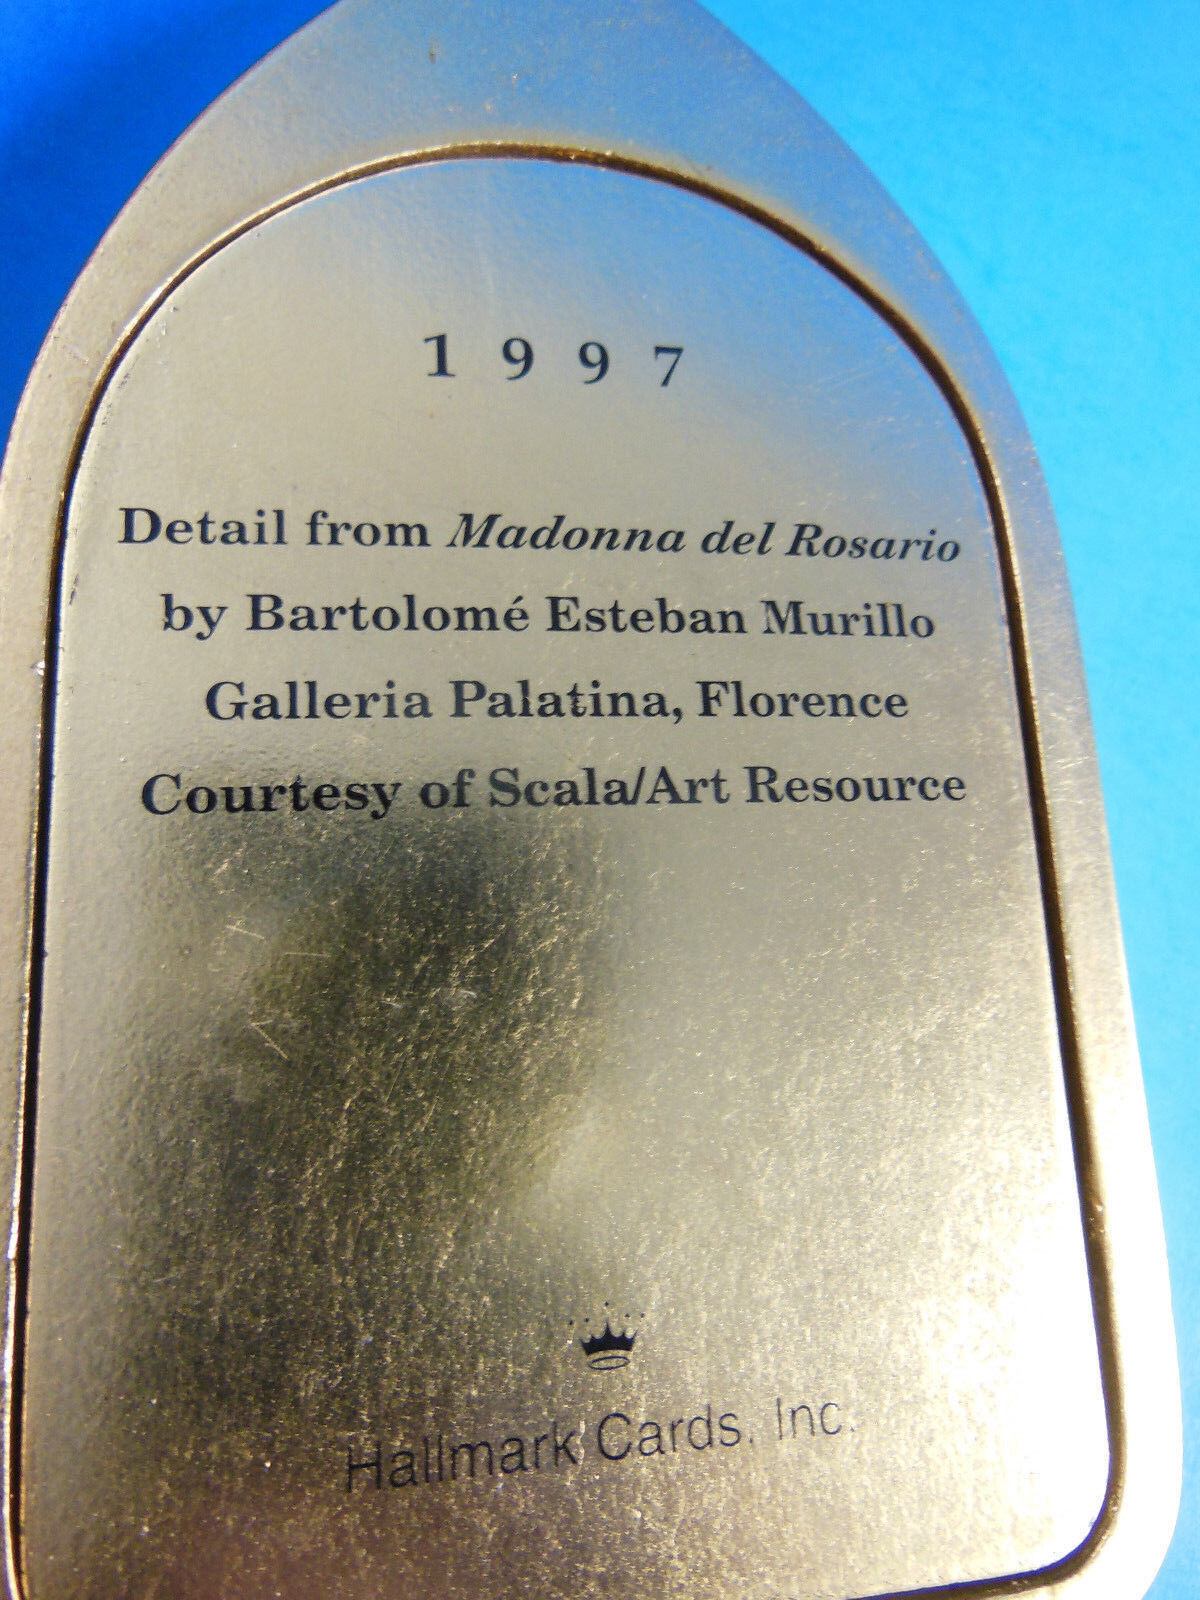 1997
Detail from Madonna del Rosario
by Bartolomé Esteban Murillo
Galleria Palatina, Florence
Courtesy of Scala/Art Resource
Hallmark Cards, Inc.